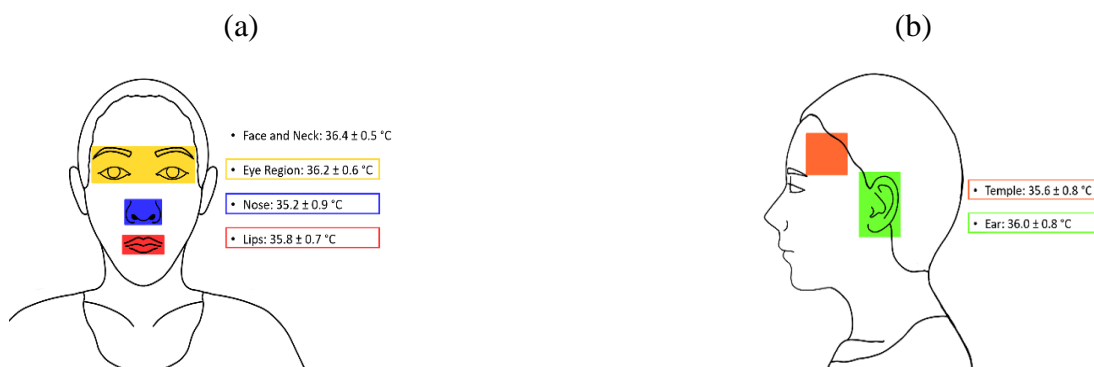 (a)
• Face and Neck: 36.4 ± 0.5 °C
• Eye Region: 36.2 ± 0.6 °C
• Nose: 35.2 ± 0.9 °C
• Lips: 35.8 ± 0.7 °C
(b)
• Temple: 35.6 ± 0.8 °C
• Ear: 36.0 ± 0.8 °C